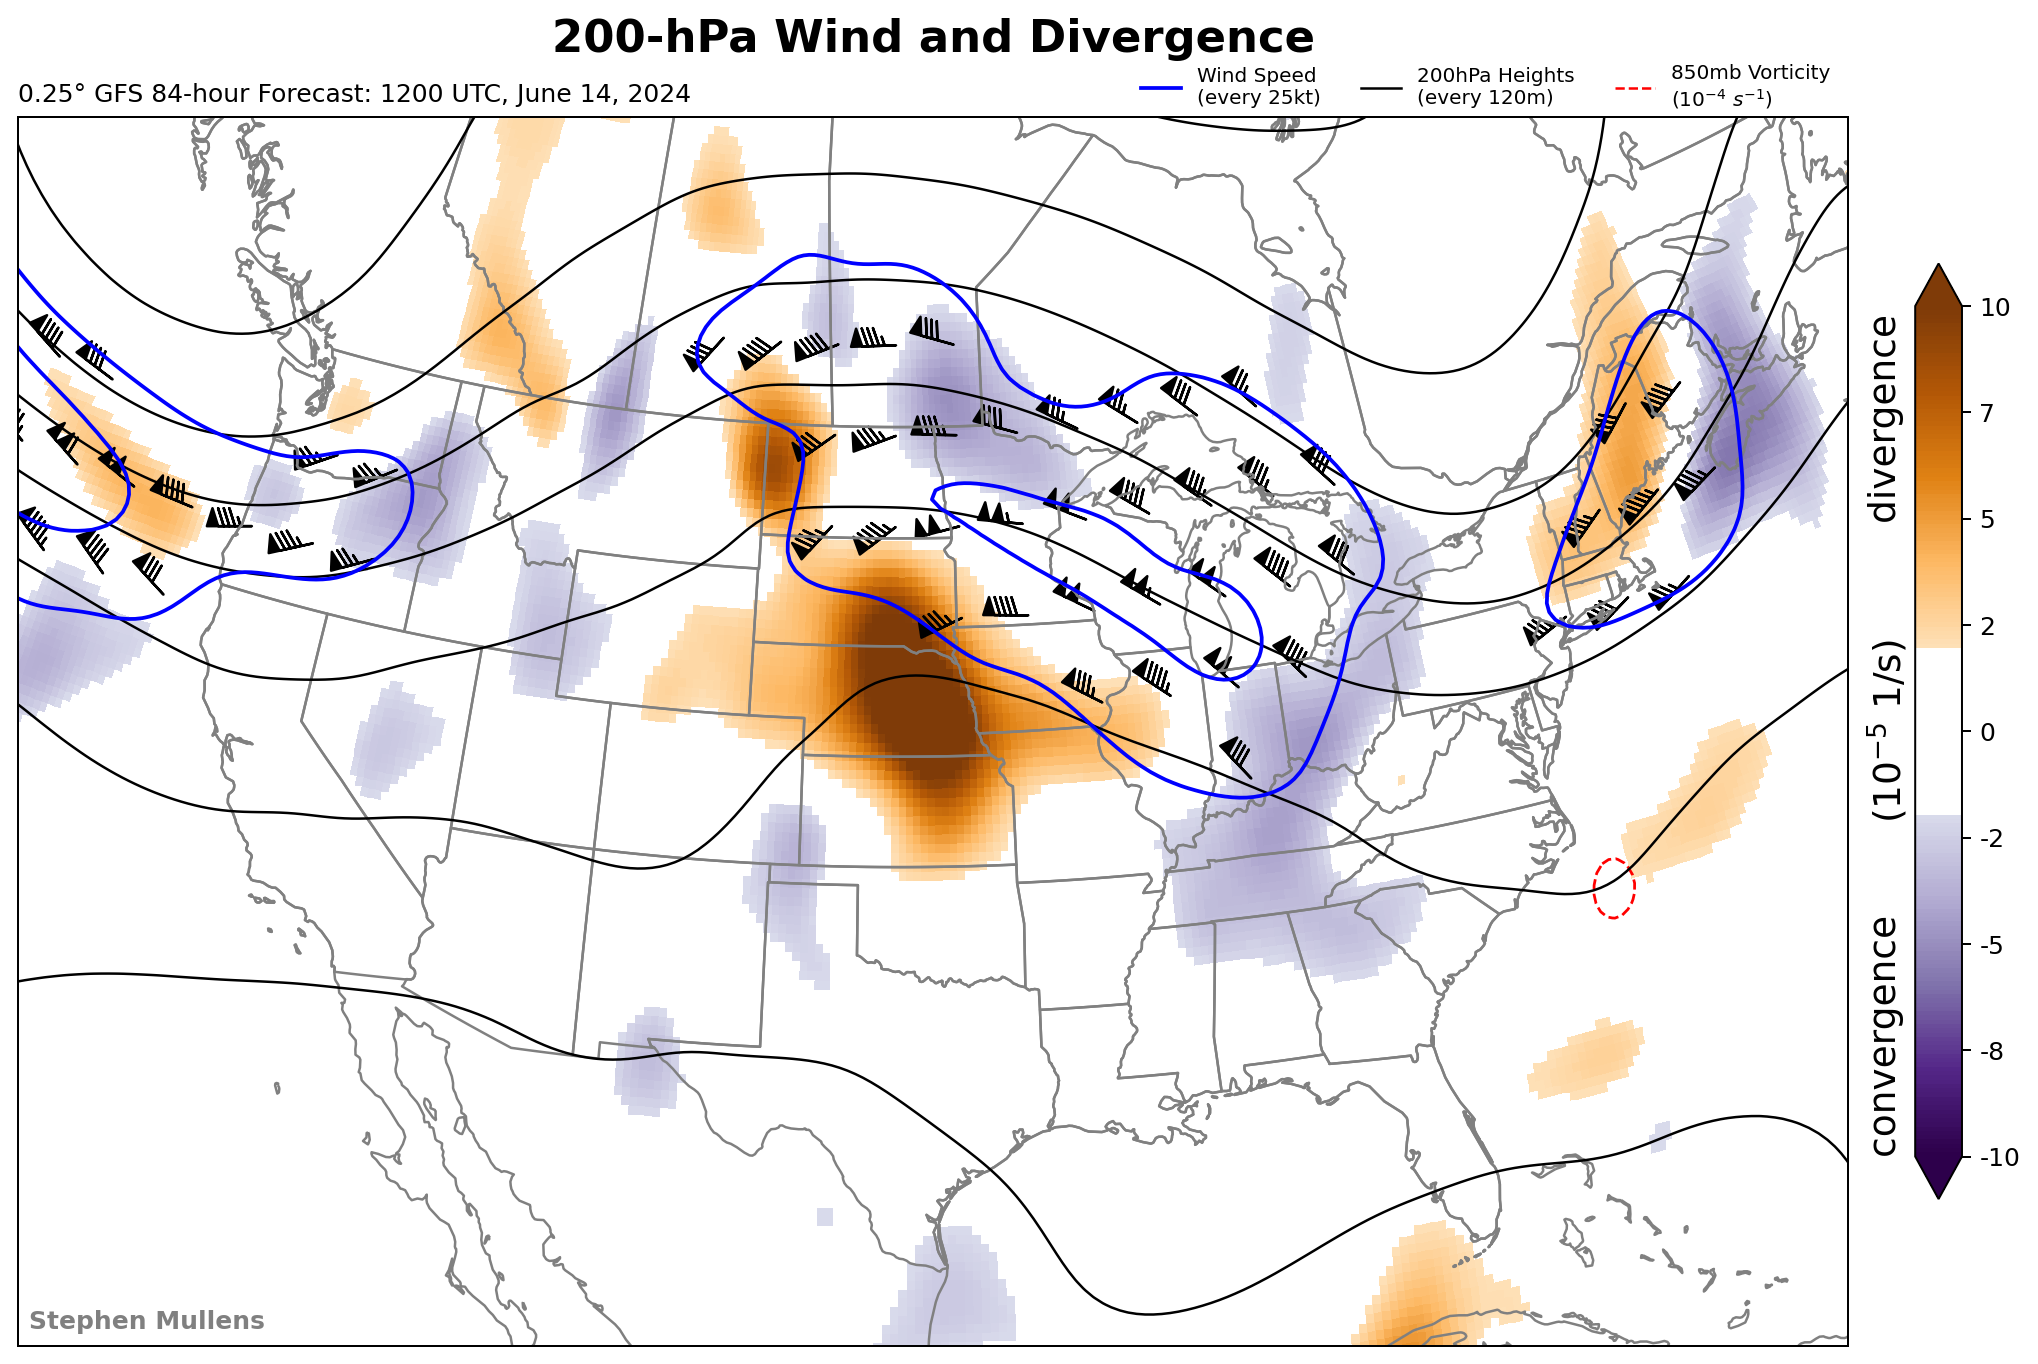 200-hPa Wind and Divergence
0.25° GFS 84-hour Forecast: 1200 UTC, June 14, 2024
Wind Speed
(every 25kt)
200hPa Heights
(every 120m)
850mb Vorticity
(10⁻⁴ s⁻¹)
10
7
5
2
0
-2
-5
-8
-10
convergence (10⁻⁵ 1/s) divergence
Stephen Mullens